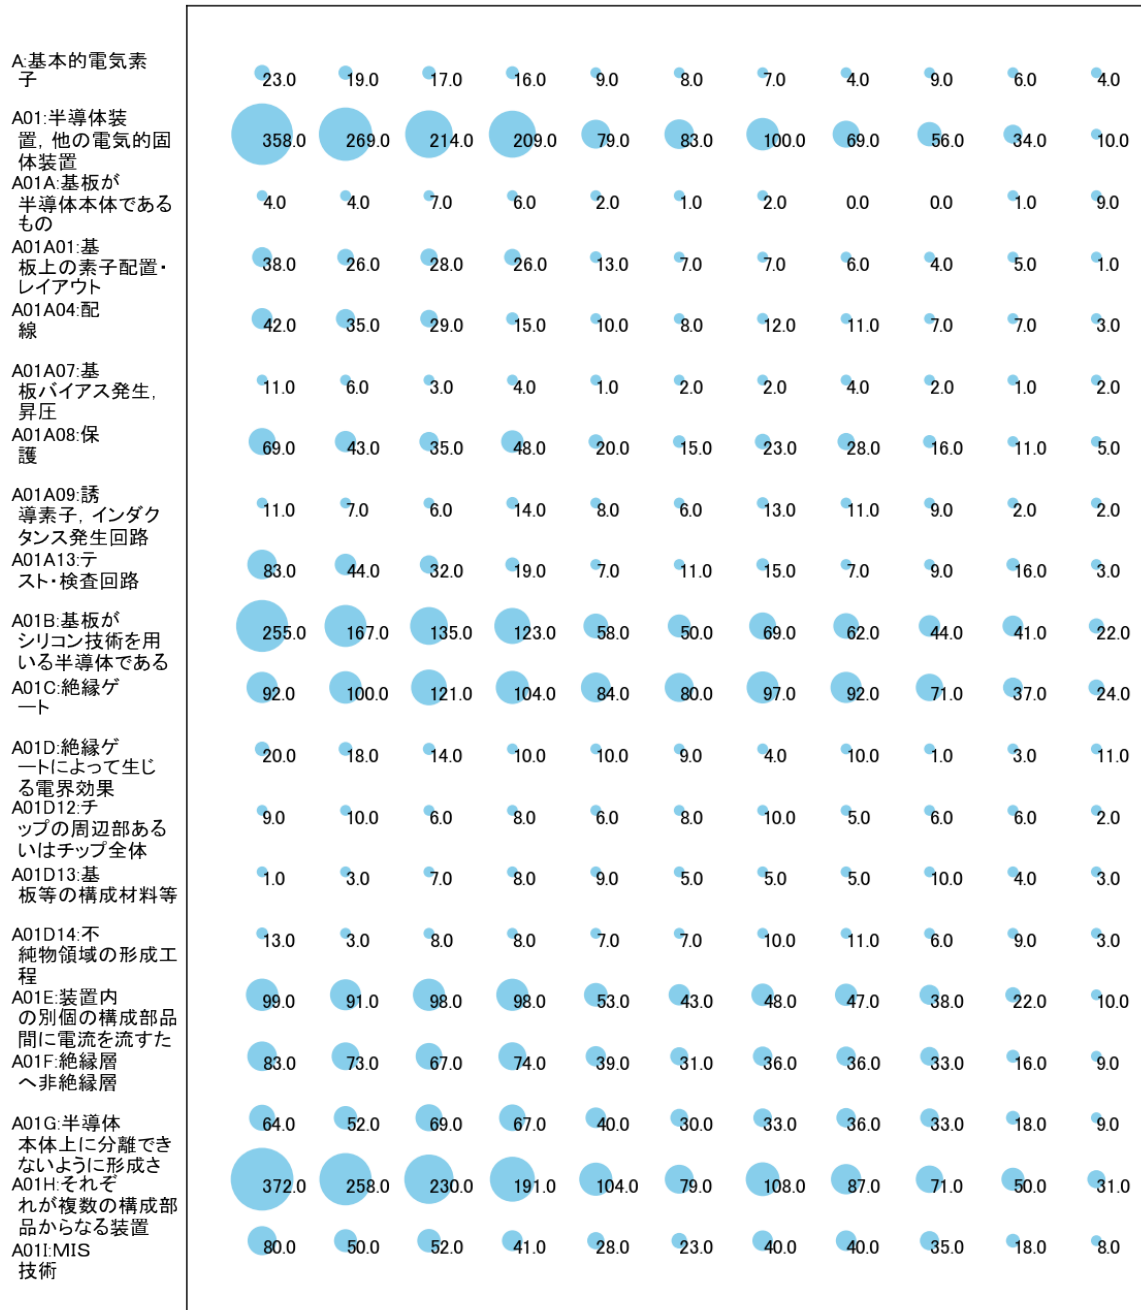 A:基本的電気素
子
23.0 19.0 17.0 16.0 9.0 8.0 7.0 4.0 9.0 6.0 4.0
A01:半導体装
置, 他の電気的固
体装置
358.0 269.0 214.0 209.0 79.0 83.0 100.0 69.0 56.0 34.0 10.0
A01A:基板が
半導体本体である
もの
4.0 4.0 7.0 6.0 2.0 1.0 2.0 0.0 0.0 1.0 9.0
A01A01:基
板上の素子配置・
レイアウト
38.0 26.0 28.0 26.0 13.0 7.0 7.0 6.0 4.0 5.0 1.0
A01A04:配
線
42.0 35.0 29.0 15.0 10.0 8.0 12.0 11.0 7.0 7.0 3.0
A01A07:基
板バイアス発生,
昇圧
11.0 6.0 3.0 4.0 1.0 2.0 2.0 4.0 2.0 1.0 2.0
A01A08:保
護
69.0 43.0 35.0 48.0 20.0 15.0 23.0 28.0 16.0 11.0 5.0
A01A09:誘
導素子, インダク
タンス発生回路
11.0 7.0 6.0 14.0 8.0 6.0 13.0 11.0 9.0 2.0 2.0
A01A13:テ
スト・検査回路
83.0 44.0 32.0 19.0 7.0 11.0 15.0 7.0 9.0 16.0 3.0
A01B:基板が
シリコン技術を用
いる半導体である
255.0 167.0 135.0 123.0 58.0 50.0 69.0 62.0 44.0 41.0 22.0
A01C:絶縁ゲ
ート
92.0 100.0 121.0 104.0 84.0 80.0 97.0 92.0 71.0 37.0 24.0
A01D:絶縁ゲ
ートによって生じ
る電界効果
20.0 18.0 14.0 10.0 10.0 9.0 4.0 10.0 1.0 3.0 11.0
A01D12:チ
ップの周辺部ある
いはチップ全体
9.0 10.0 6.0 8.0 6.0 8.0 10.0 5.0 6.0 6.0 2.0
A01D13:基
板等の構成材料等
1.0 3.0 7.0 8.0 9.0 5.0 5.0 5.0 10.0 4.0 3.0
A01D14:不
純物領域の形成工
程
13.0 3.0 8.0 8.0 7.0 7.0 10.0 11.0 6.0 9.0 3.0
A01E:装置内
の別個の構成部品
間に電流を流すた
99.0 91.0 98.0 98.0 53.0 43.0 48.0 47.0 38.0 22.0 10.0
A01F:絶縁層
へ非絶縁層
83.0 73.0 67.0 74.0 39.0 31.0 36.0 36.0 33.0 16.0 9.0
A01G:半導体
本体上に分離でき
ないように形成さ
64.0 52.0 69.0 67.0 40.0 30.0 33.0 36.0 33.0 18.0 9.0
A01H:それぞ
れが複数の構成部
品からなる装置
372.0 258.0 230.0 191.0 104.0 79.0 108.0 87.0 71.0 50.0 31.0
A01I:MIS
技術
80.0 50.0 52.0 41.0 28.0 23.0 40.0 40.0 35.0 18.0 8.0